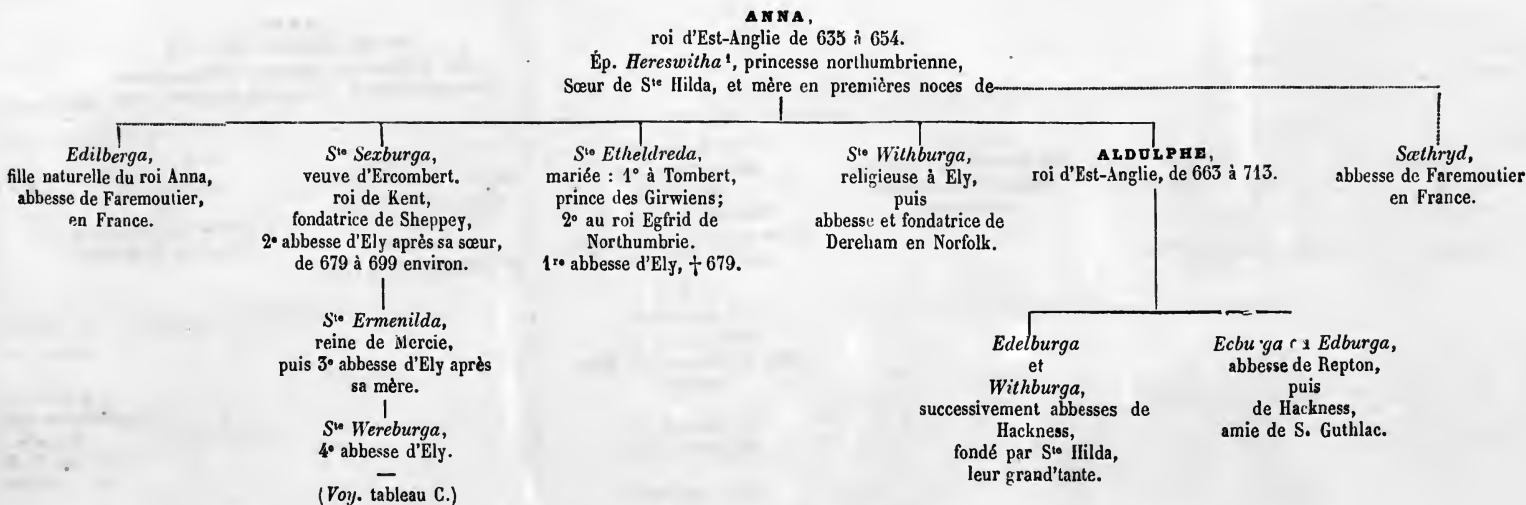 ANNA,
roi d'Est-Anglie de 635 à 654.
Ép. Hereswitha¹, princesse northumbrienne,
Sœur de Sᵗᵉ Hilda, et mère en premières noces de
Edilberga,
fille naturelle du roi Anna,
abbesse de Faremoutier,
en France.
Sᵗᵉ Sexburga,
veuve d'Ercombert.
roi de Kent,
fondatrice de Sheppey,
2ᵉ abbesse d'Ely après sa sœur,
de 679 à 699 environ.
Sᵗᵉ Ermenilda,
reine de Mercie,
puis 3ᵉ abbesse d'Ely après
sa mère.
Sᵗᵉ Wereburga,
4ᵉ abbesse d'Ely.
(Voy. tableau C.)
Sᵗᵉ Etheldreda,
mariée : 1° à Tombert,
prince des Girwiens;
2° au roi Egfrid de
Northumbrie.
1ʳᵉ abbesse d'Ely, † 679.
Sᵗᵉ Withburga,
religieuse à Ely,
puis
abbesse et fondatrice de
Dereham en Norfolk.
ALDULPHE,
roi d'Est-Anglie, de 663 à 713.
Edelburga
et
Withburga,
successivement abbesses de
Hackness,
fondé par Sᵗᵉ Hilda,
leur grand'tante.
Edburga,
abbesse de Repton,
puis
de Hackness,
amie de S. Guthlac.
Sæthryd,
abbesse de Faremoutier
en France.